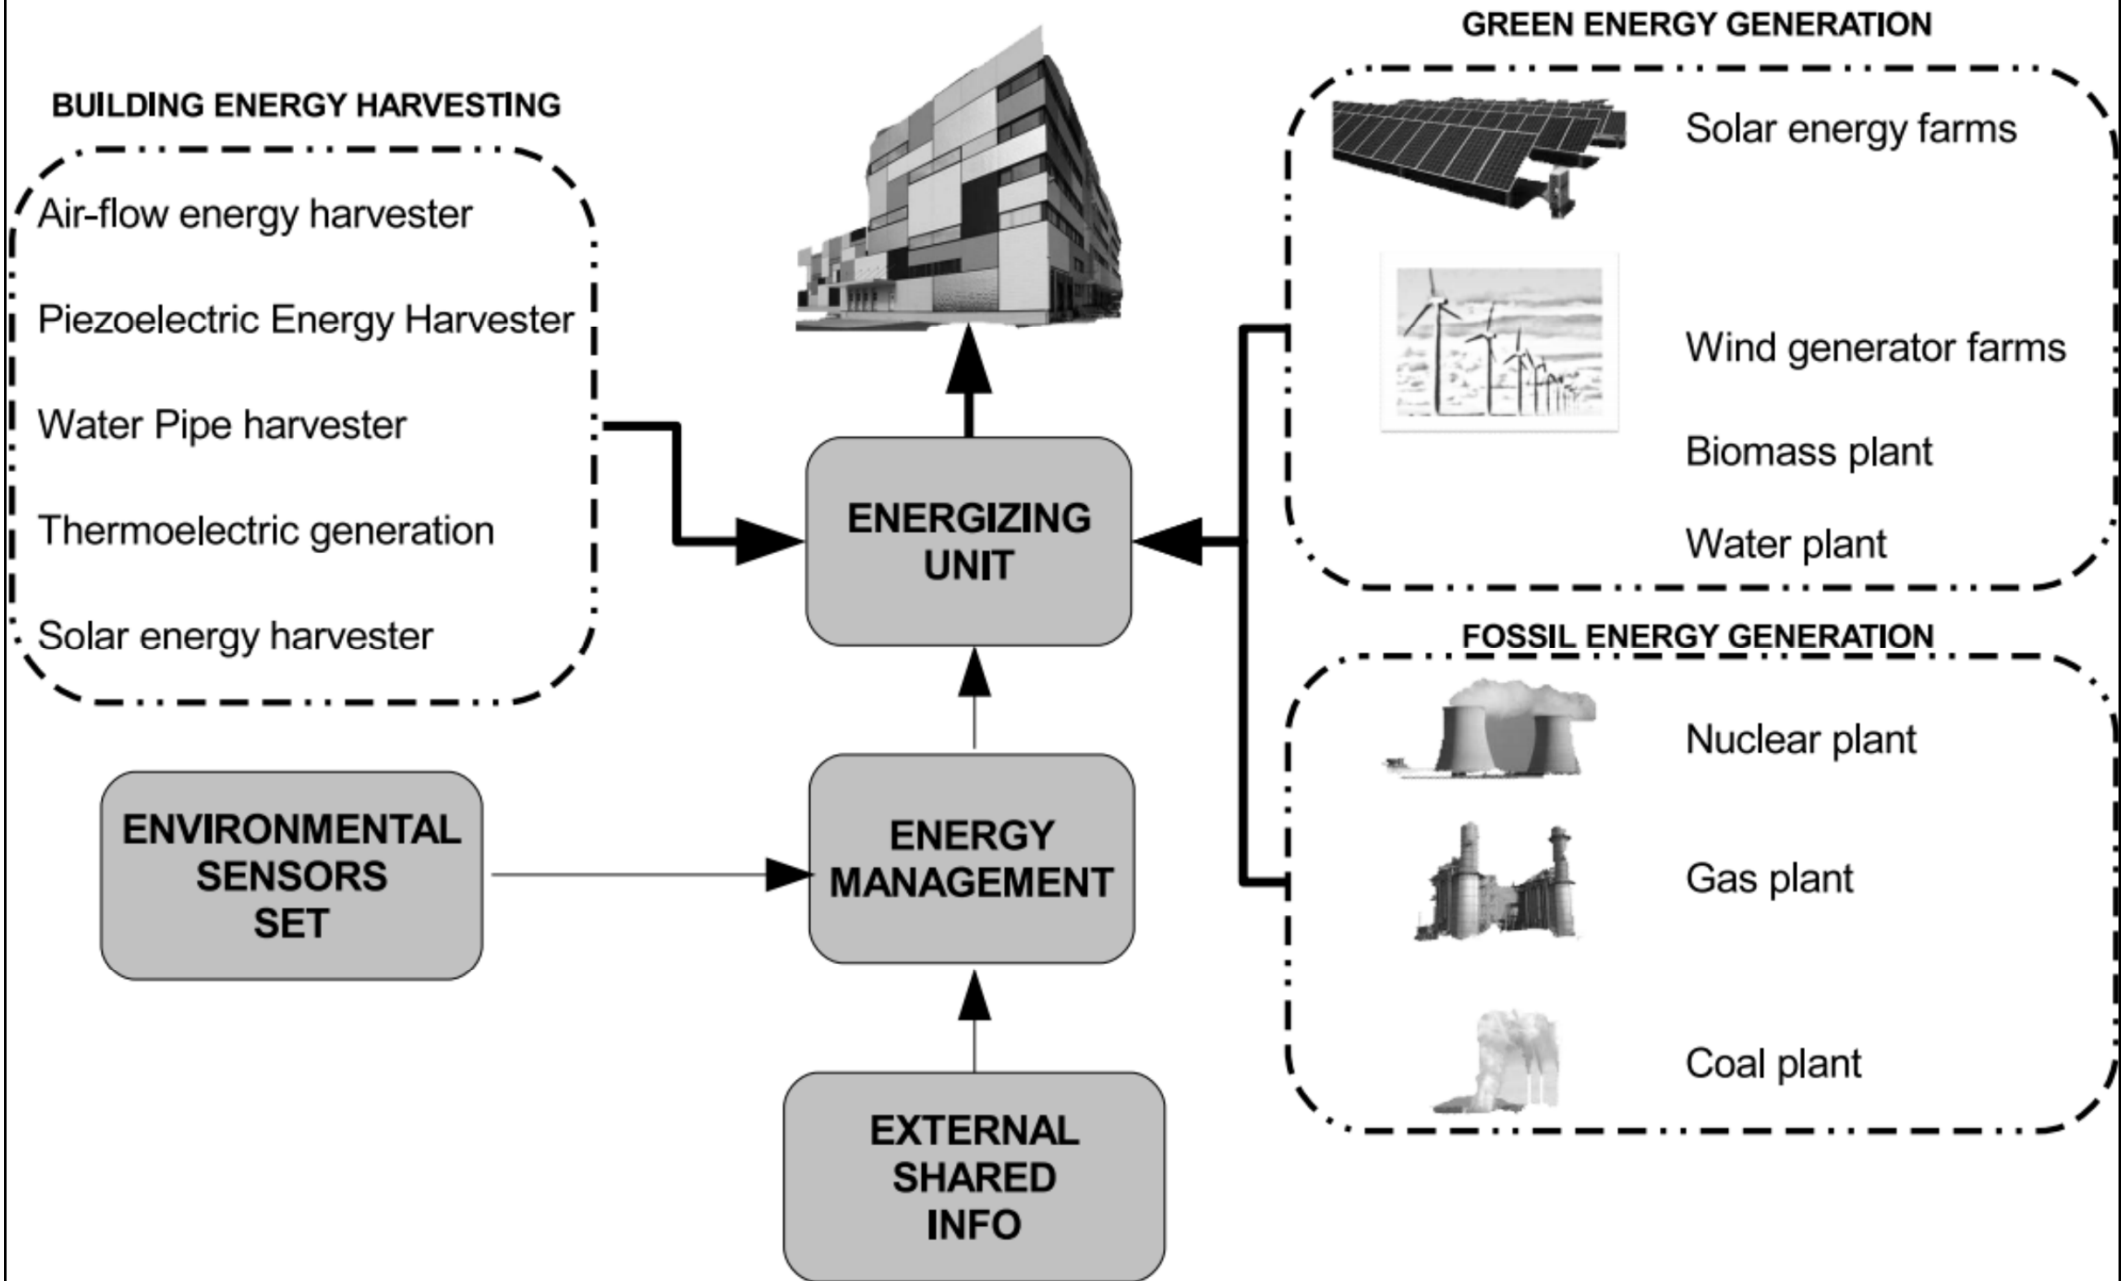 GREEN ENERGY GENERATION
BUILDING ENERGY HARVESTING
Air-flow energy harvester
Piezoelectric Energy Harvester
Water Pipe harvester
Thermoelectric generation
Solar energy harvester
Solar energy farms
Wind generator farms
Biomass plant
Water plant
ENERGIZING
UNIT
FOSSIL ENERGY GENERATION
Nuclear plant
Gas plant
Coal plant
ENVIRONMENTAL
SENSORS
SET
ENERGY
MANAGEMENT
EXTERNAL
SHARED
INFO